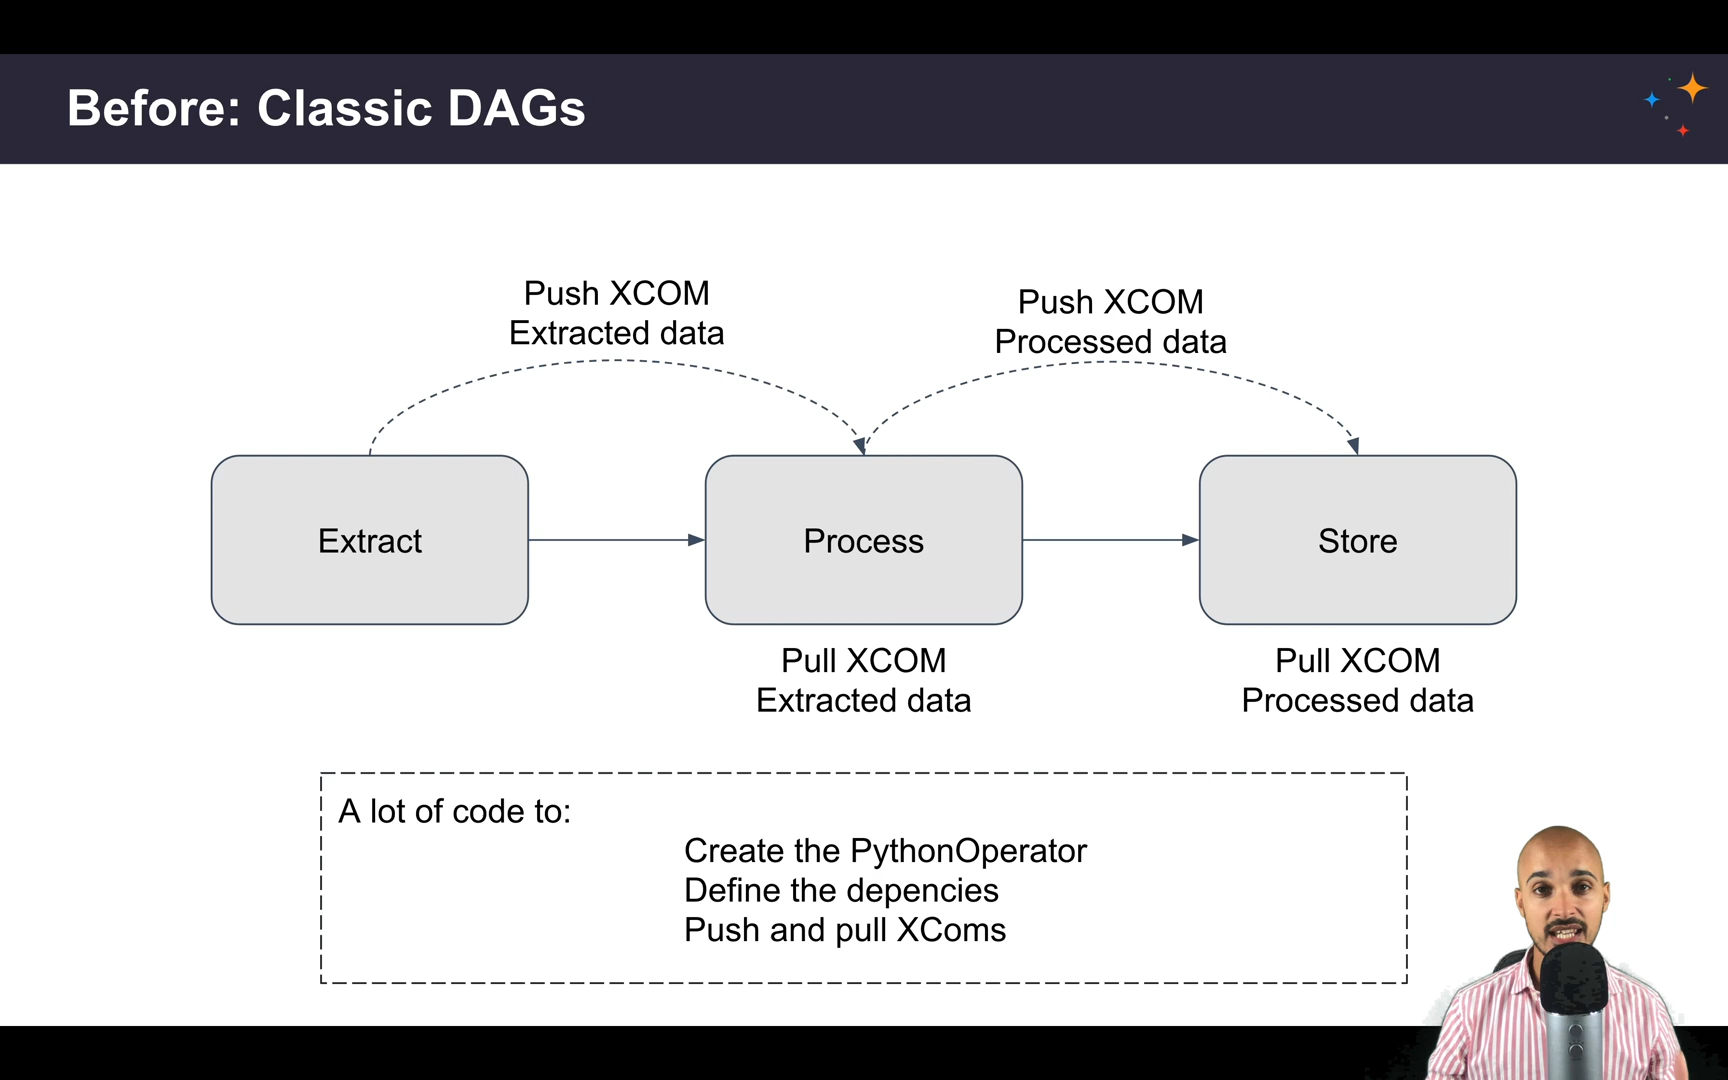 Before: Classic DAGs
Push XCOM
Extracted data
Push XCOM
Processed data
Extract
Process
Store
Pull XCOM
Extracted data
Pull XCOM
Processed data
A lot of code to:
Create the PythonOperator
Define the depencies
Push and pull XComs